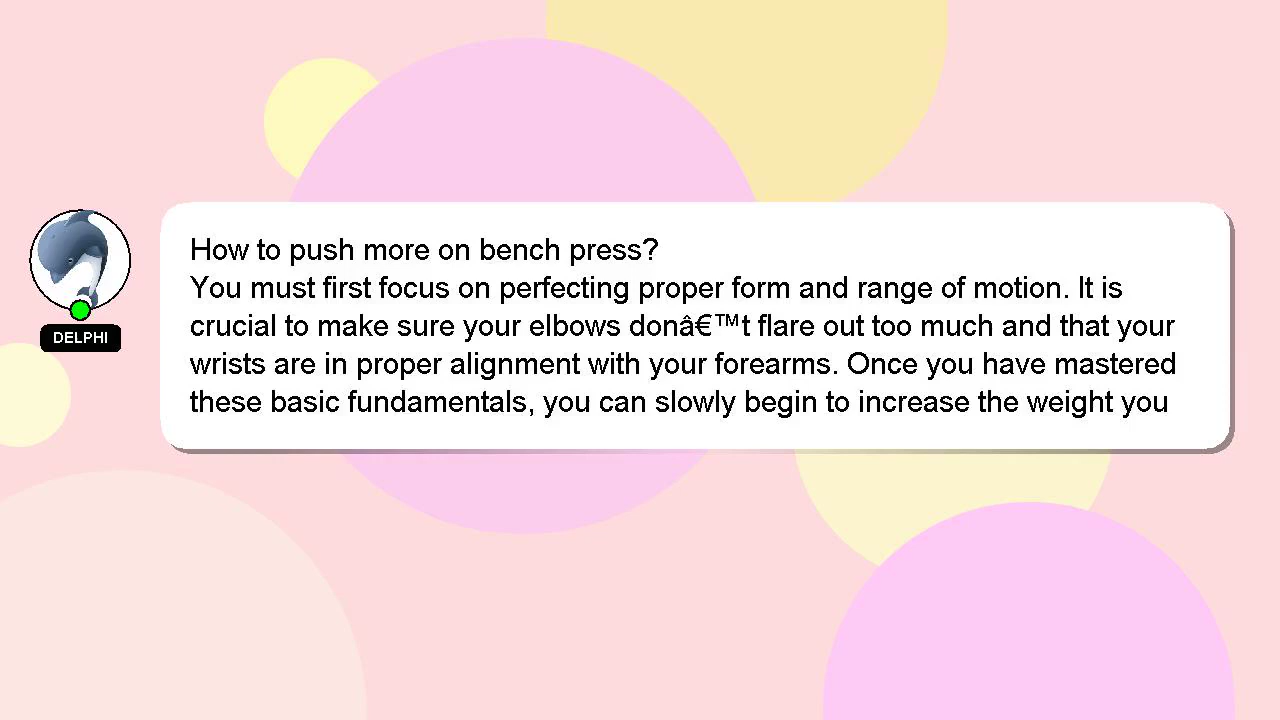 How to push more on bench press?
You must first focus on perfecting proper form and range of motion. It is
crucial to make sure your elbows donâ€™t flare out too much and that your
wrists are in proper alignment with your forearms. Once you have mastered
these basic fundamentals, you can slowly begin to increase the weight you
DELPHI